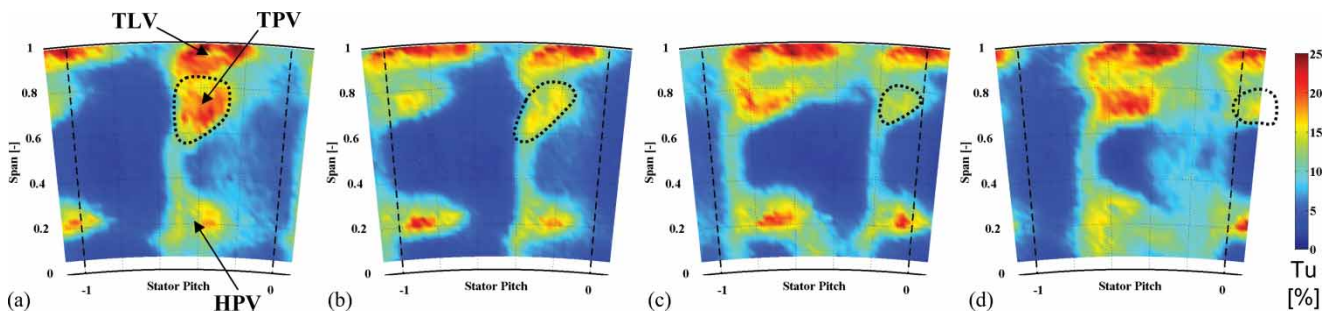 TLV TPV
1 1 1 1 25
0.8 0.8 0.8 0.8 20
Span [-] Span [-] Span [-] Span [-]
0.6 0.6 0.6 0.6 15
0.4 0.4 0.4 0.4 10
0.2 0.2 0.2 0.2 5
0 0 0 0 0
(a) -1 Stator Pitch 0 (b) -1 Stator Pitch 0 (c) -1 Stator Pitch 0 (d) -1 Stator Pitch 0 Tu
HPV [%]